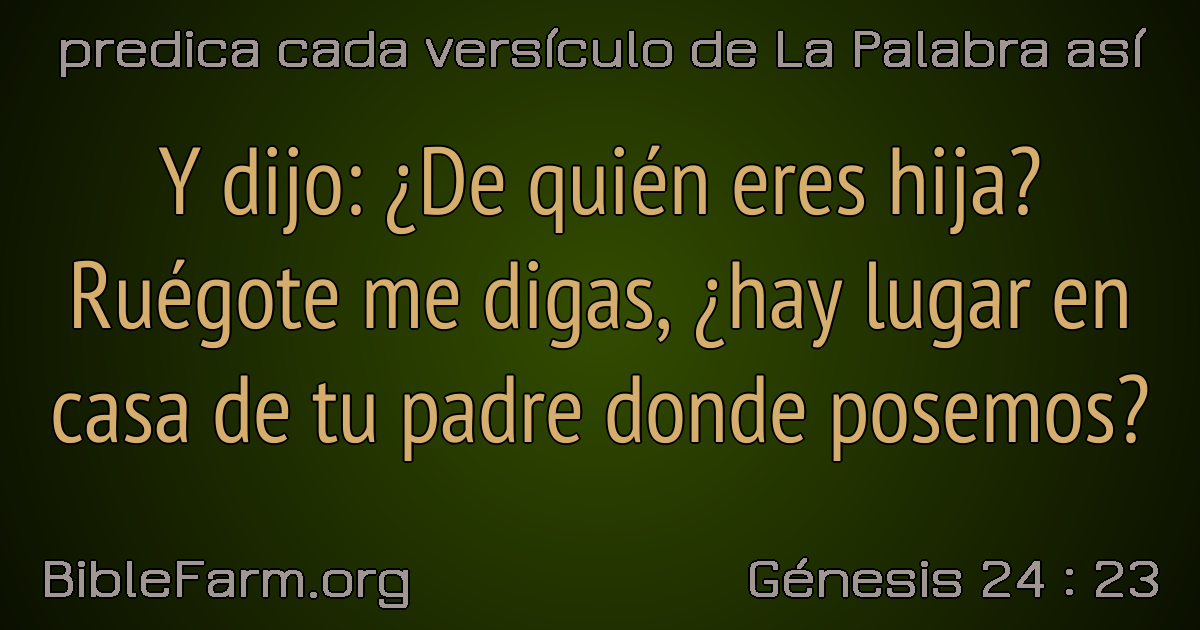 predica cada versículo de La Palabra así
Y dijo: ¿De quién eres hija?
Ruégote me digas, ¿hay lugar en
casa de tu padre donde posemos?
BibleFarm.org
Génesis 24 : 23